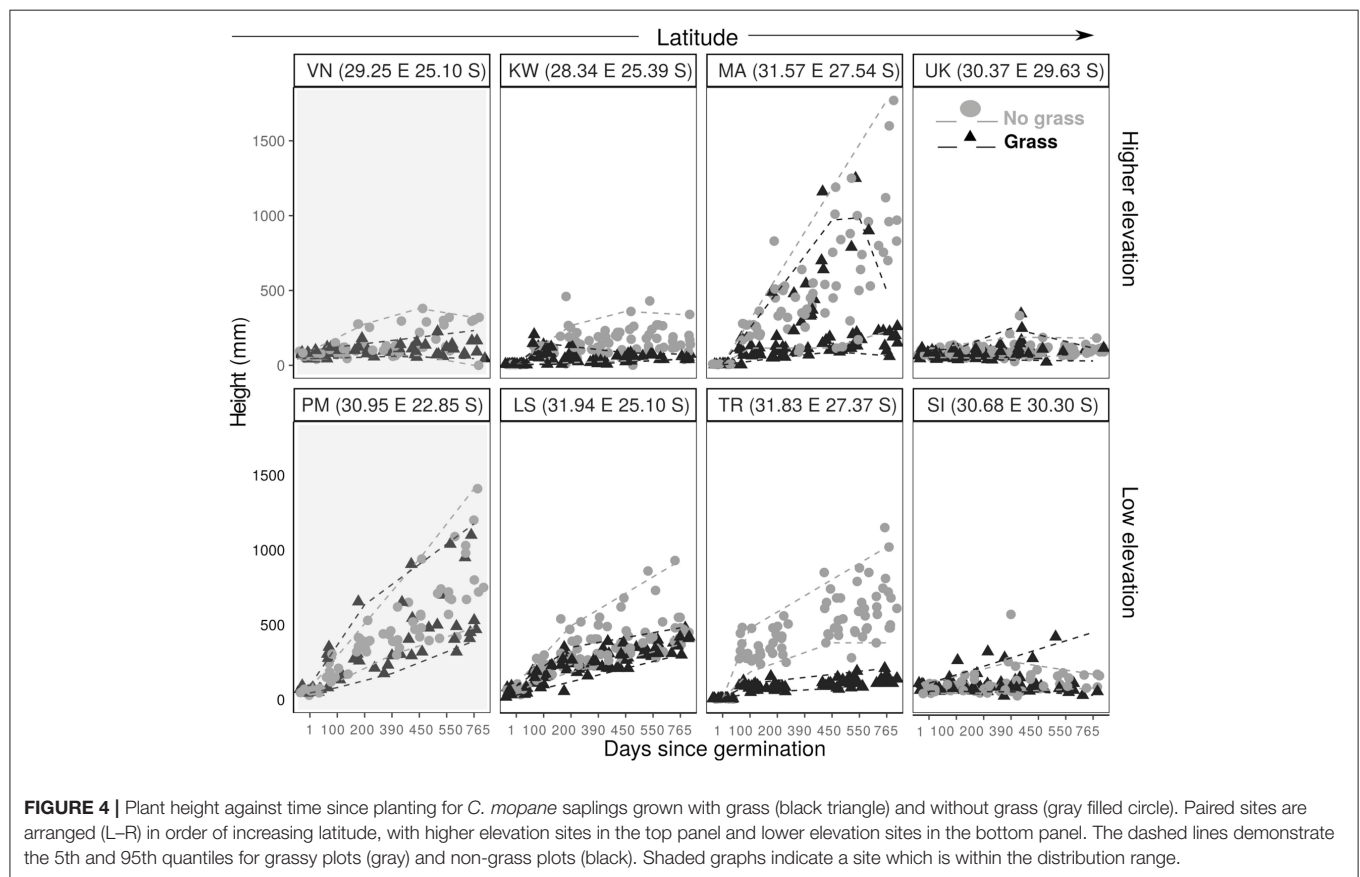 Latitude
VN (29.25 E 25.10 S)
KW (28.34 E 25.39 S)
MA (31.57 E 27.54 S)
UK (30.37 E 29.63 S)
No grass
Grass
1500
1000
500
0
Higher elevation
Height (mm)
PM (30.95 E 22.85 S)
LS (31.94 E 25.10 S)
TR (31.83 E 27.37 S)
SI (30.68 E 30.30 S)
1500
1000
500
0
Low elevation
1 100 200 390 450 550 765
1 100 200 390 450 550 765
1 100 200 390 450 550 765
1 100 200 390 450 550 765
Days since germination
FIGURE 4 | Plant height against time since planting for C. mopane saplings grown with grass (black triangle) and without grass (gray filled circle). Paired sites are
arranged (L–R) in order of increasing latitude, with higher elevation sites in the top panel and lower elevation sites in the bottom panel. The dashed lines demonstrate
the 5th and 95th quantiles for grassy plots (gray) and non-grass plots (black). Shaded graphs indicate a site which is within the distribution range.